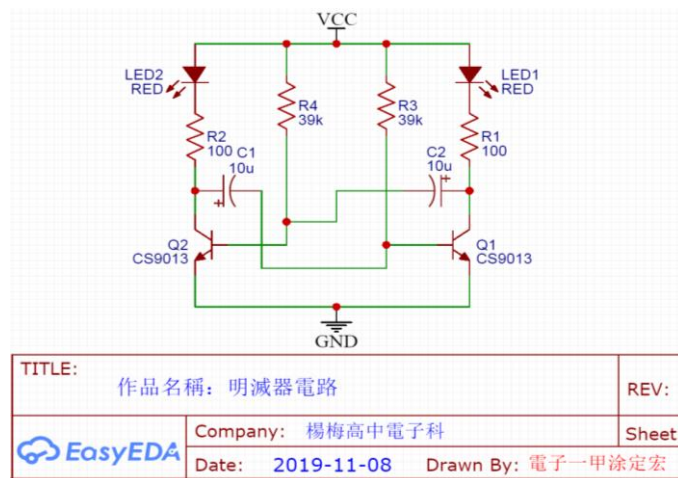 VCC
LED2
RED
LED1
RED
R4
39k
R3
39k
R2
100
R1
100
C1
10u
C2
10u
+
+
Q2
CS9013
Q1
CS9013
GND
TITLE:
作品名稱：明滅器電路
REV:
EasyEDA
Company: 楊梅高中電子科
Sheet
Date: 2019-11-08 Drawn By: 電子一甲涂定宏